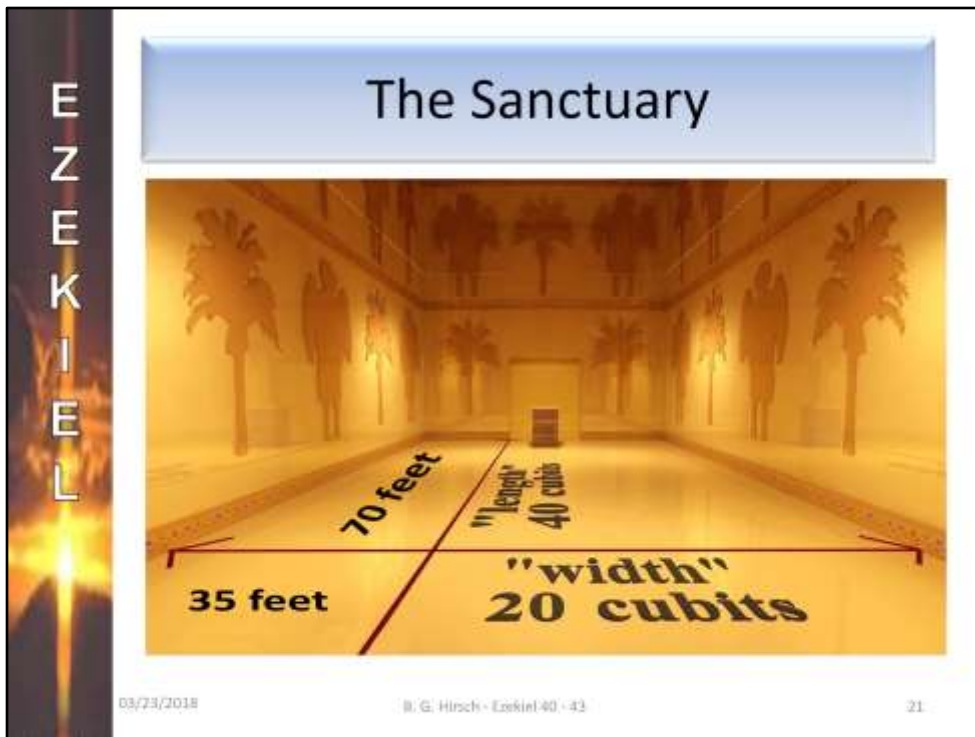 EZEKIEL
The Sanctuary
70 feet
"length"
40 cubits
35 feet
"width"
20 cubits
03/23/2018
B. G. Hirsch - Ezekiel 40 - 43
21